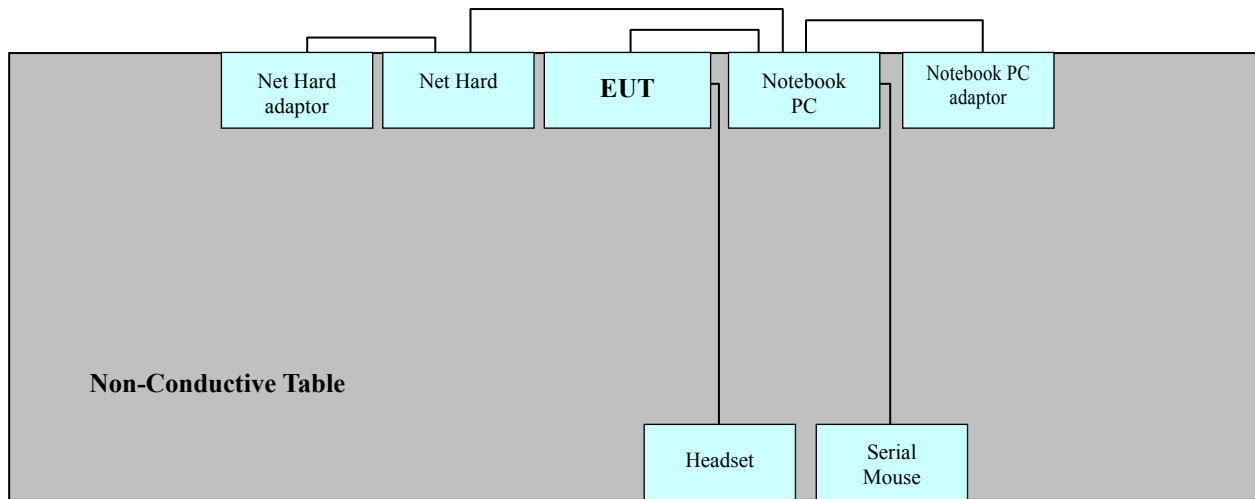 Net Hard
adaptor
Net Hard
EUT
Notebook
PC
Notebook PC
adaptor
Non-Conductive Table
Headset
Serial
Mouse